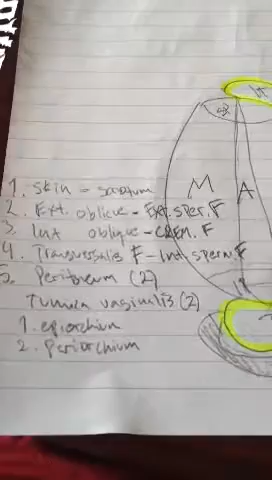 1. Skin - scrotum
2. Ext. oblique - Ext. sper. F
3. Int oblique - CREM. F
4. Transversalis F - Int. sperm. F
5. Peritoneum (2)
Tunica vaginalis (2)
1. epiorchium
2. Periorchium
M
A